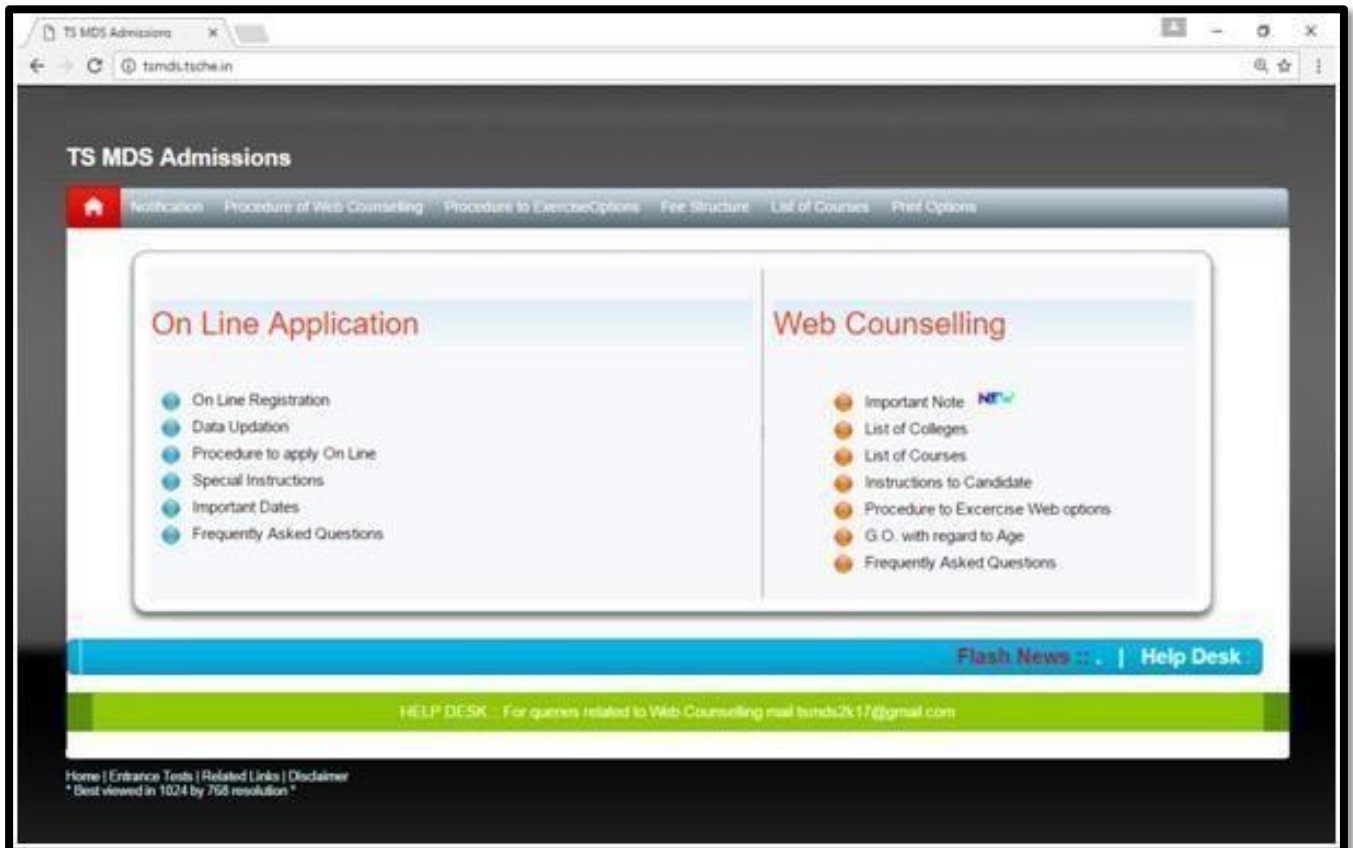 TS MDS Admissions
tsmds.tsche.in
TS MDS Admissions
Notification Procedure of Web Counselling Procedure to ExerciseOptions Fee Structure List of Courses Print Options
On Line Application
On Line Registration
Data Updation
Procedure to apply On Line
Special Instructions
Important Dates
Frequently Asked Questions
Web Counselling
Important Note NEW
List of Colleges
List of Courses
Instructions to Candidate
Procedure to Excercise Web options
G.O. with regard to Age
Frequently Asked Questions
Flash News :: . | Help Desk
HELP DESK : For queries related to Web Counselling mail tsmds2k17@gmail.com
Home | Entrance Tests | Related Links | Disclaimer
* Best viewed in 1024 by 768 resolution *